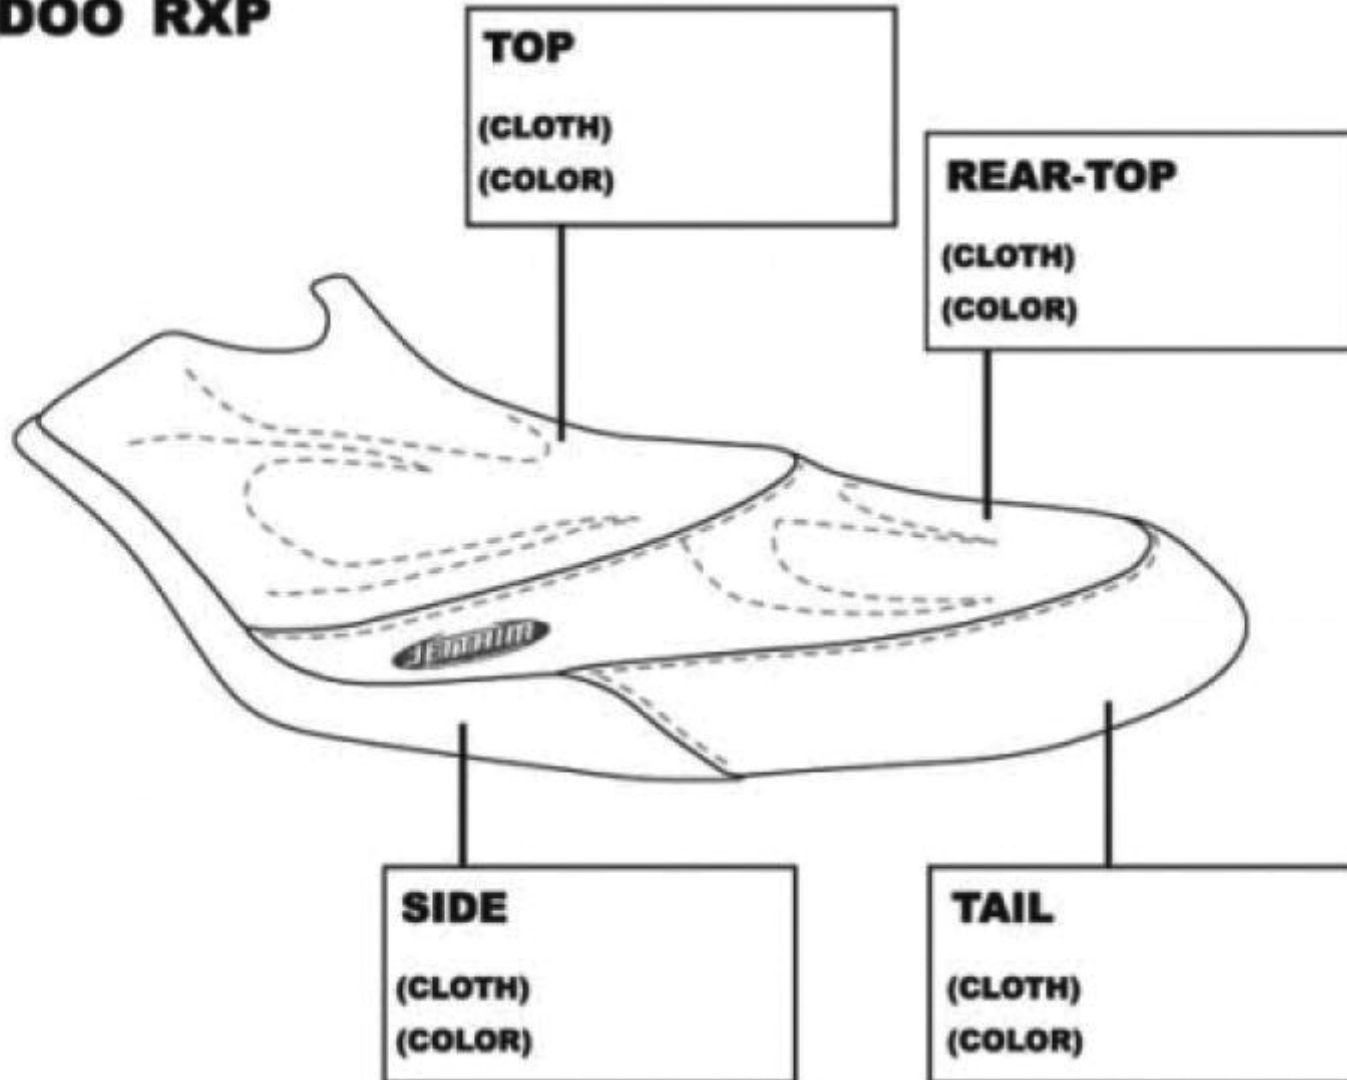 DOO RXP
TOP
(CLOTH)
(COLOR)
REAR-TOP
(CLOTH)
(COLOR)
SIDE
(CLOTH)
(COLOR)
TAIL
(CLOTH)
(COLOR)